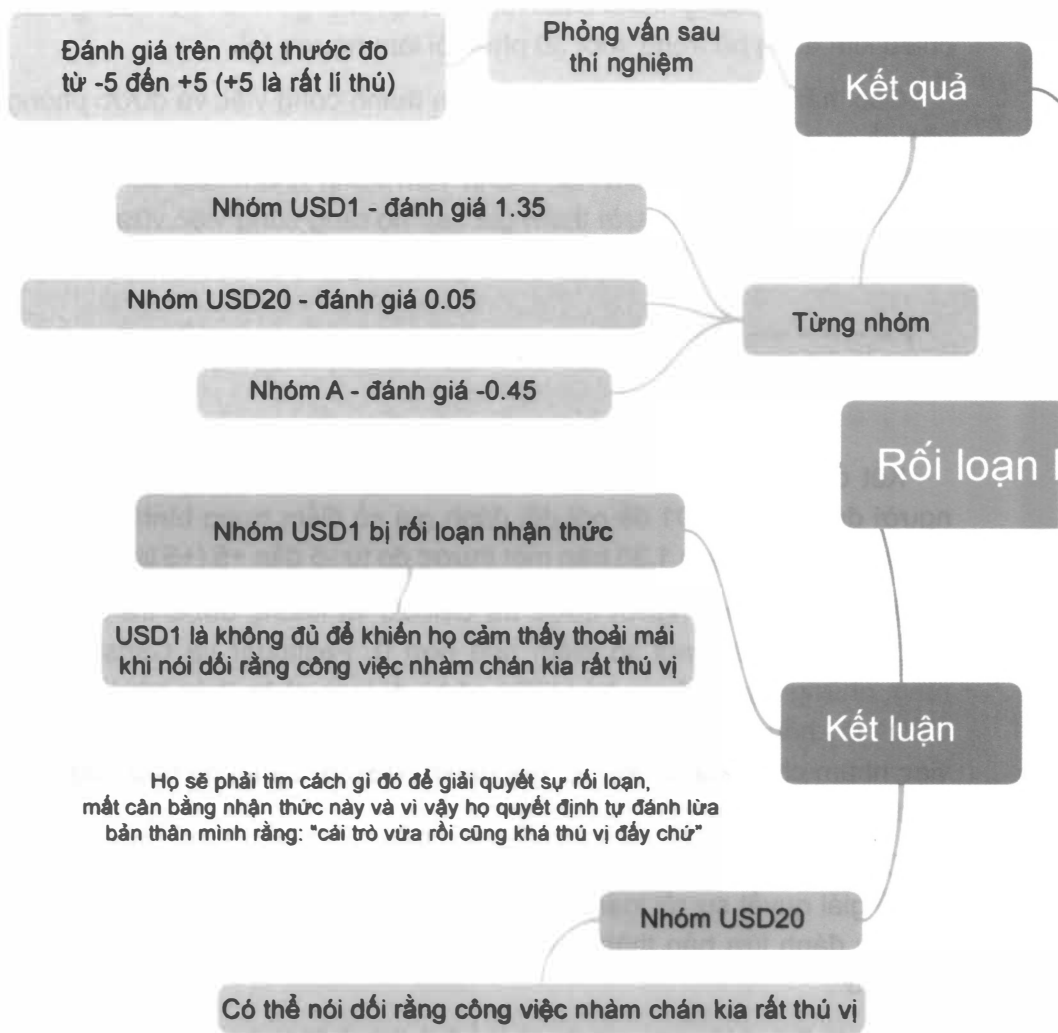 Đánh giá trên một thước đo
từ -5 đến +5 (+5 là rất lí thú)
Phỏng vấn sau
thí nghiệm
Kết quả
Nhóm USD1 - đánh giá 1.35
Nhóm USD20 - đánh giá 0.05
Từng nhóm
Nhóm A - đánh giá -0.45
Rối loạn
Nhóm USD1 bị rối loạn nhận thức
USD1 là không đủ để khiến họ cảm thấy thoải mái
khi nói dối rằng công việc nhàm chán kia rất thú vị
Kết luận
Họ sẽ phải tìm cách gì đó để giải quyết sự rối loạn,
mất cân bằng nhận thức này và vì vậy họ quyết định tự đánh lừa
bản thân mình rằng: "cái trò vừa rồi cũng khá thú vị đấy chứ"
Nhóm USD20
Có thể nói dối rằng công việc nhàm chán kia rất thú vị